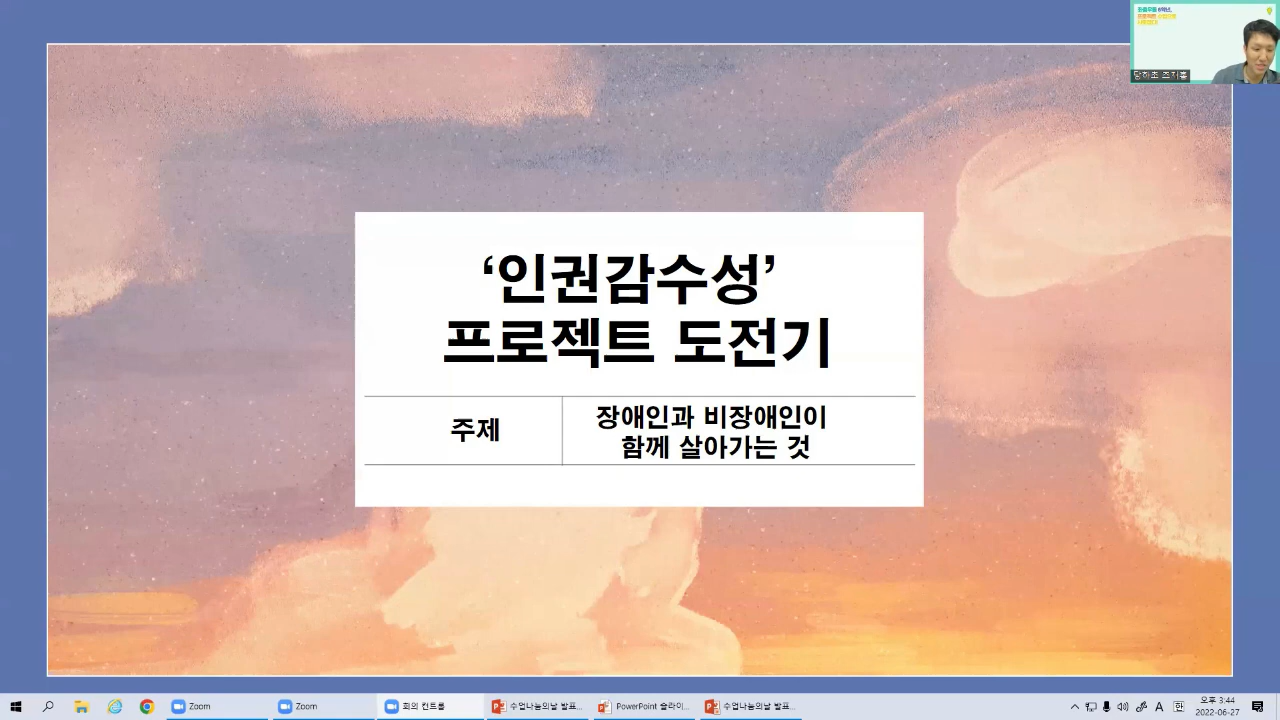 ‘인권감수성’
프로젝트 도전기
주제
장애인과 비장애인이
함께 살아가는 것
Zoom
Zoom
회의 컨트롤
수업나눔의날 발표...
PowerPoint 슬라이...
수업나눔의날 발표...
A
한
오후 3:44
2022-06-27